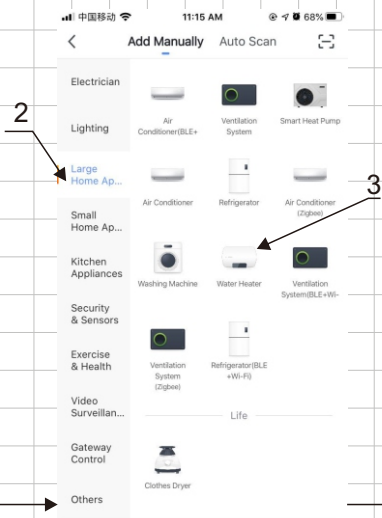 中国移动
11:15 AM
68%
Add Manually
Auto Scan
Electrician
Lighting
Large
Home Ap...
Small
Home Ap...
Kitchen
Appliances
Security
& Sensors
Exercise
& Health
Video
Surveillan...
Gateway
Control
Others
Air
Conditioner(BLE+
Ventilation
System
Smart Heat Pump
Air Conditioner
Refrigerator
Air Conditioner
(Zigbee)
Washing Machine
Water Heater
Ventilation
System(BLE+Wi-
Ventilation
System
(Zigbee)
Refrigerator(BLE
+Wi-Fi)
Life
Clothes Dryer
2
3